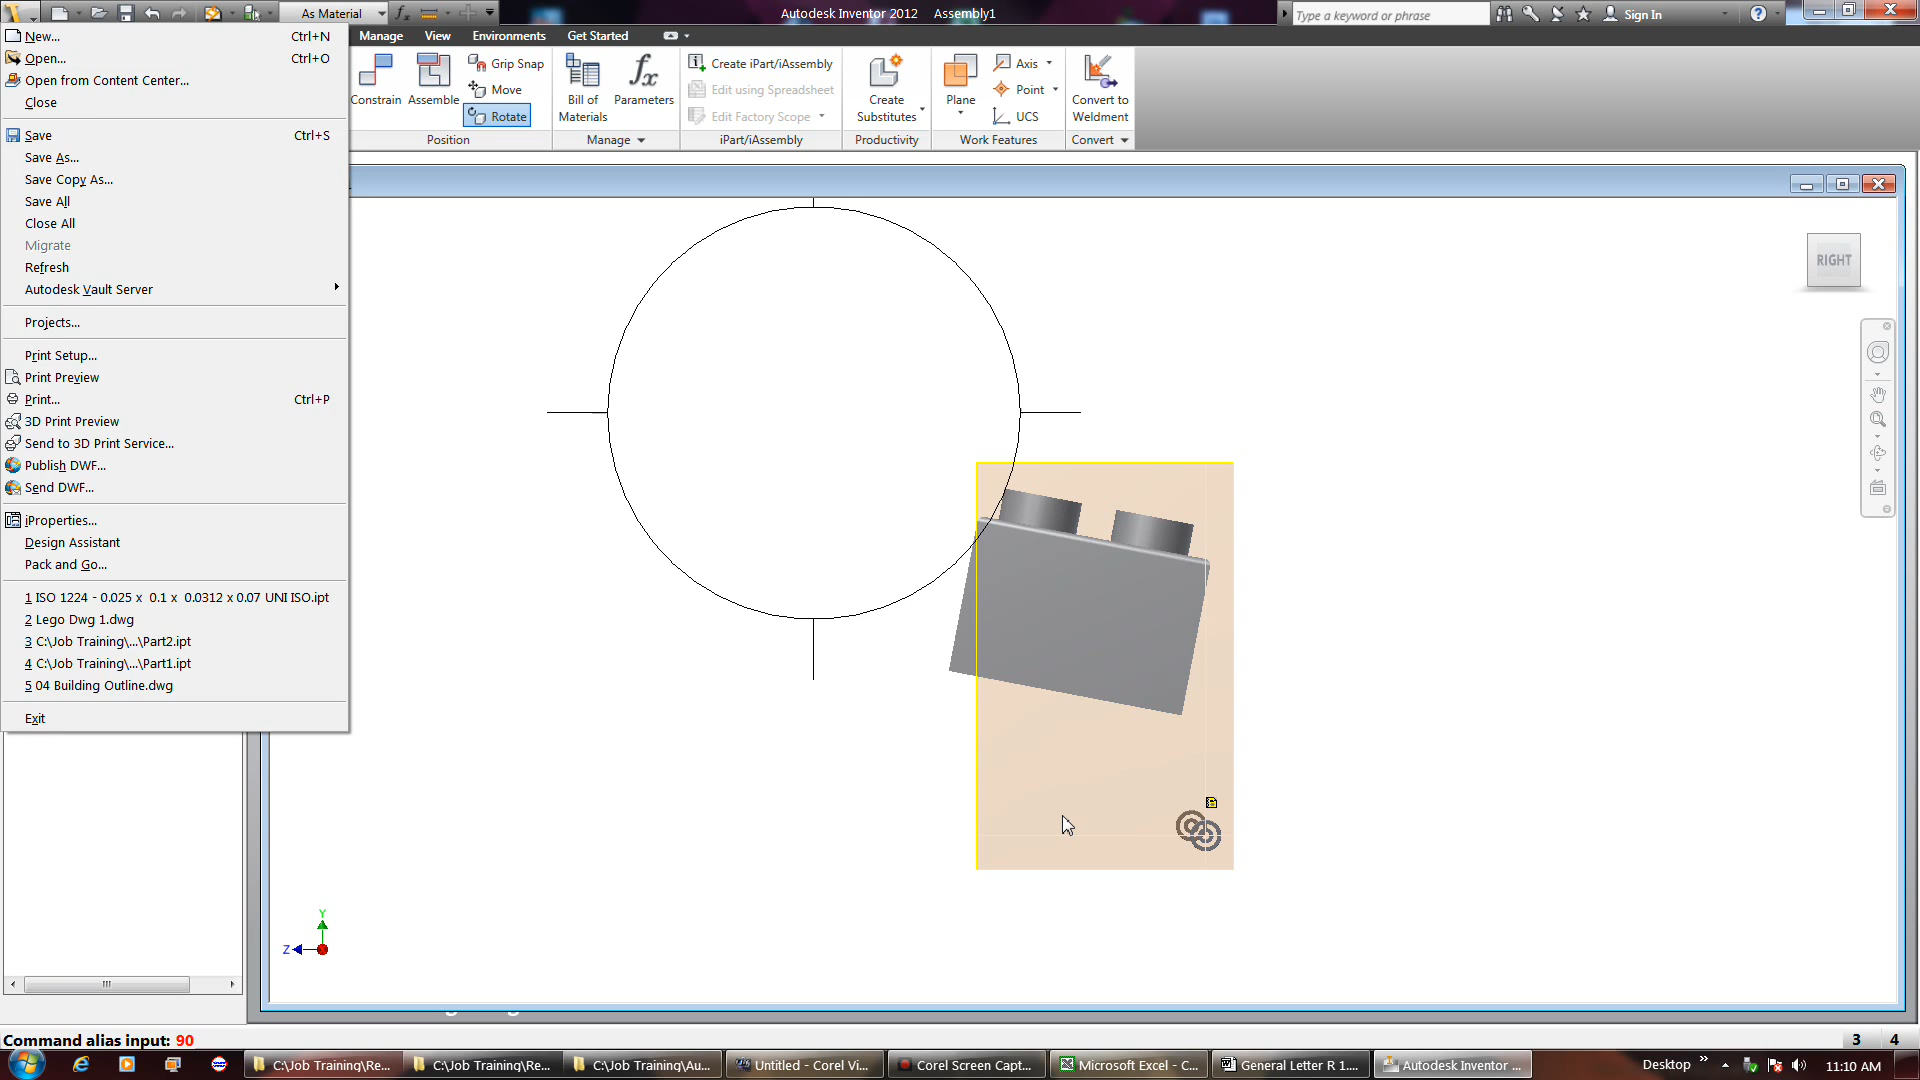 As Material
Autodesk Inventor 2012 Assembly1
Type a keyword or phrase
Sign In
Manage View Environments Get Started
New... Ctrl+N
Open... Ctrl+O
Open from Content Center...
Close
Save Ctrl+S
Save As...
Save Copy As...
Save All
Close All
Migrate
Refresh
Autodesk Vault Server
Projects...
Print Setup...
Print Preview
Print... Ctrl+P
3D Print Preview
Send to 3D Print Service...
Publish DWF...
Send DWF...
iProperties...
Design Assistant
Pack and Go...
1 ISO 1224 - 0.025 x 0.1 x 0.0312 x 0.07 UNI ISO.ipt
2 Lego Dwg 1.dwg
3 C:\Job Training\...\Part2.ipt
4 C:\Job Training\...\Part1.ipt
5 04 Building Outline.dwg
Exit
Constrain
Assemble
Grip Snap
Move
Rotate
Position
Bill of
Materials
Parameters
Manage
Create iPart/iAssembly
Edit using Spreadsheet
Edit Factory Scope
iPart/iAssembly
Create
Substitutes
Productivity
Plane
Axis
Point
UCS
Work Features
Convert to
Weldment
Convert
RIGHT
Y
Z
Command alias input: 90
3 4
C:\Job Training\Re...
C:\Job Training\Re...
C:\Job Training\Au...
Untitled - Corel Vi...
Corel Screen Capt...
Microsoft Excel - C...
General Letter R 1....
Autodesk Inventor ...
Desktop
11:10 AM